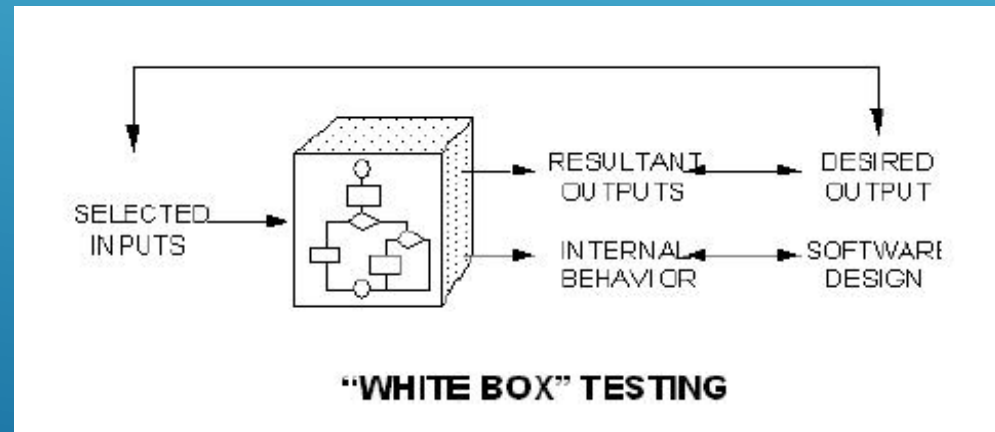 SELECTED
INPUTS
RESULTANT
OUTPUTS
DESIRED
OUTPUT
INTERNAL
BEHAVIOR
SOFTWARE
DESIGN
“WHITE BOX” TESTING